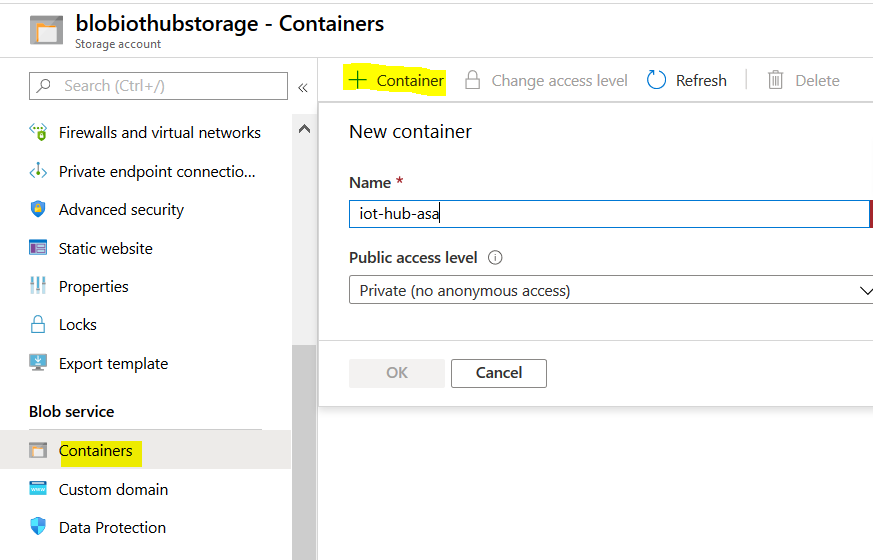 blobiothubstorage - Containers
Storage account
Search (Ctrl+/)
«
Firewalls and virtual networks
Private endpoint connectio...
Advanced security
Static website
Properties
Locks
Export template
Blob service
Containers
Custom domain
Data Protection
+ Container
Change access level
Refresh
Delete
New container
Name *
iot-hub-asa
Public access level
Private (no anonymous access)
OK
Cancel